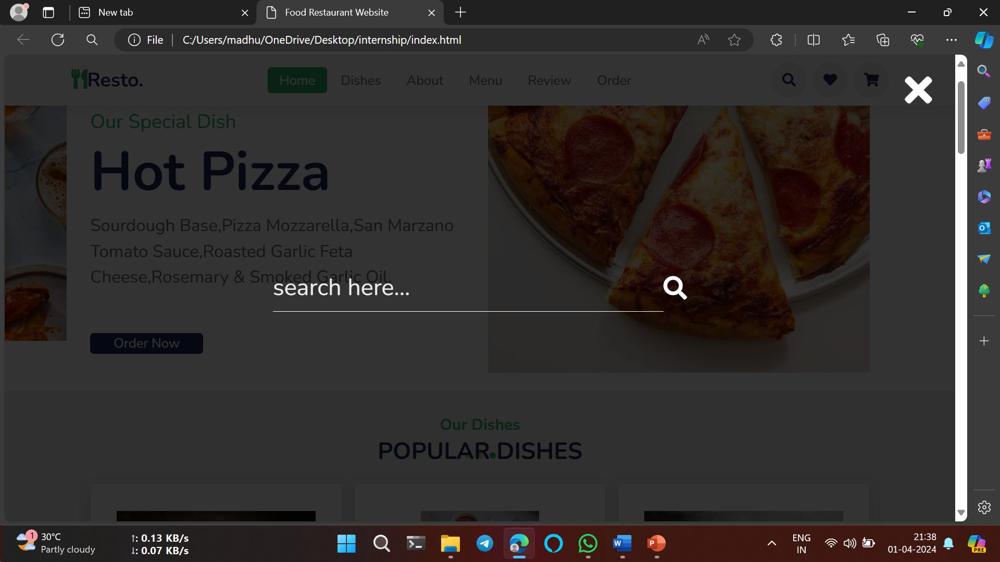 New tab
Food Restaurant Website
File
C:/Users/madhu/OneDrive/Desktop/internship/index.html
Resto.
Home
Dishes
About
Menu
Review
Order
Our Special Dish
Hot Pizza
Sourdough Base,Pizza Mozzarella,San Marzano
Tomato Sauce,Roasted Garlic Feta
Cheese,Rosemary & Smoked Garlic Oil.
search here...
Order Now
Our Dishes
POPULAR DISHES
1
30°C
Partly cloudy
↑: 0.13 KB/s
↓: 0.07 KB/s
ENG
IN
21:38
01-04-2024
PRE